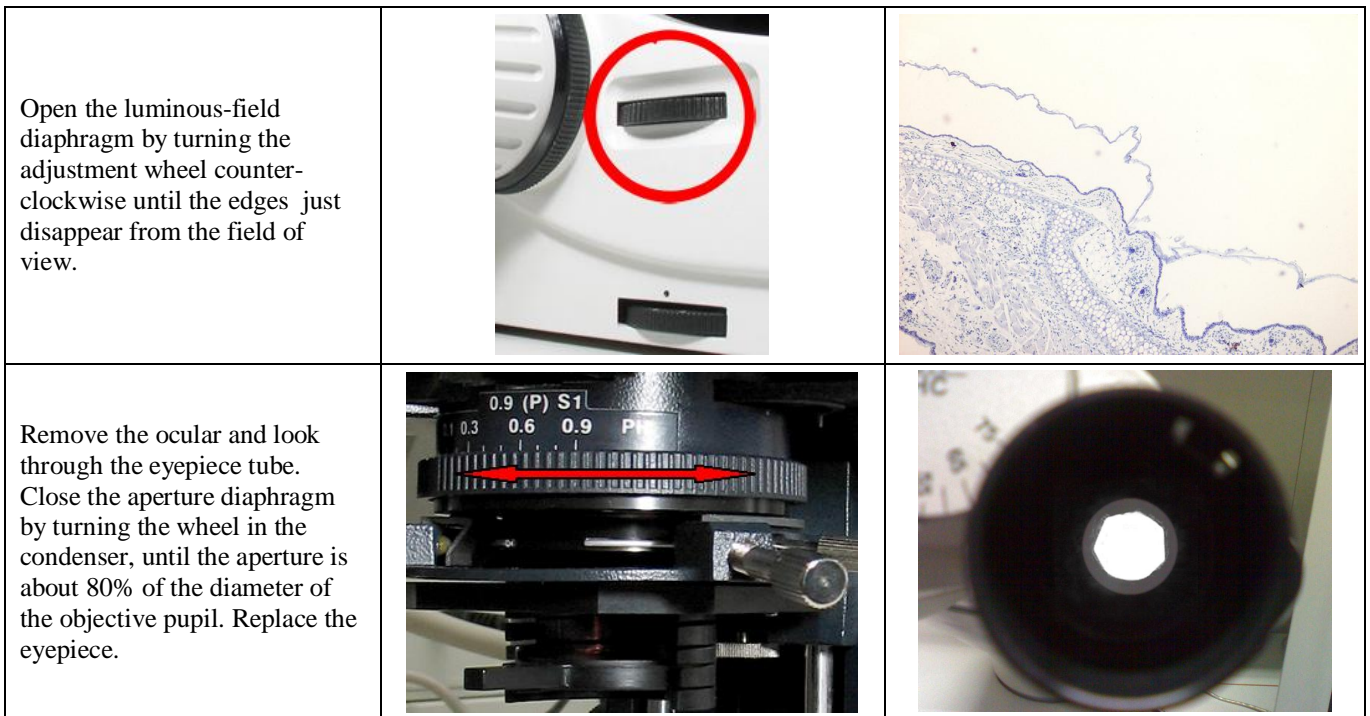 Open the luminous-field
diaphragm by turning the
adjustment wheel counter-
clockwise until the edges just
disappear from the field of
view.
Remove the ocular and look
through the eyepiece tube.
Close the aperture diaphragm
by turning the wheel in the
condenser, until the aperture is
about 80% of the diameter of
the objective pupil. Replace the
eyepiece.
0.9 (P) S1
0.3 0.6 0.9